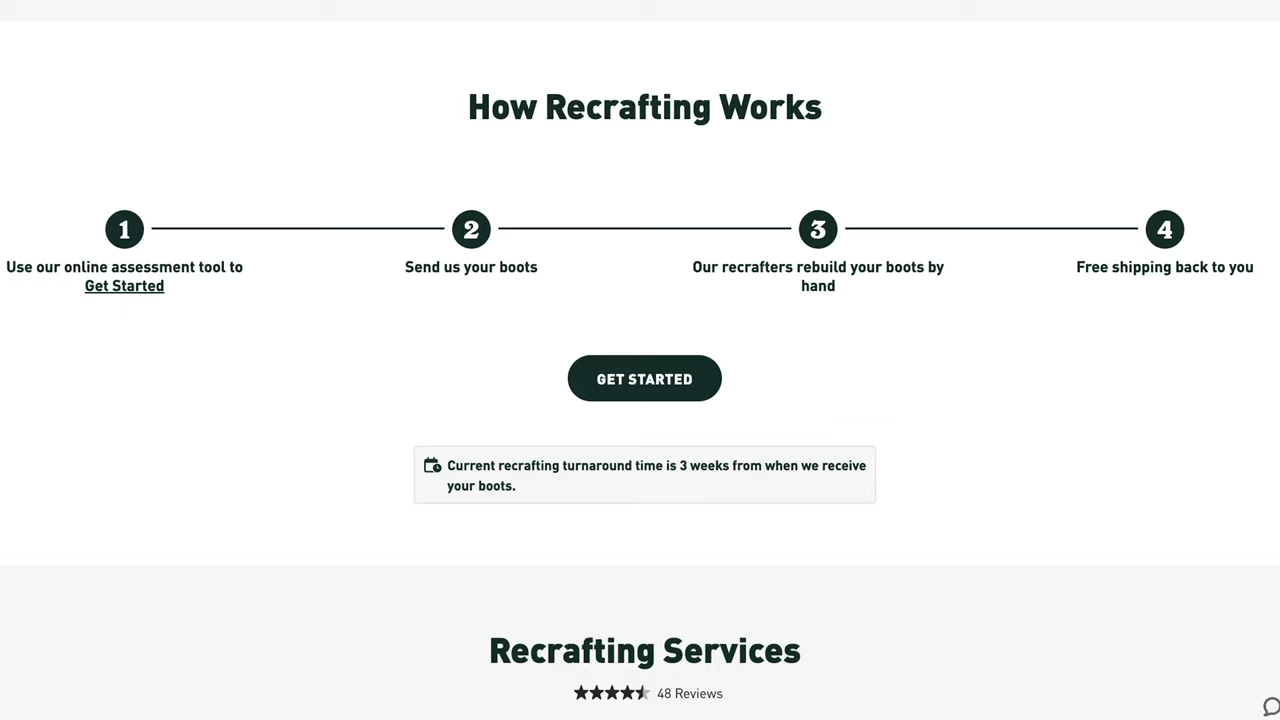 How Recrafting Works
1
2
3
4
Use our online assessment tool to
Get Started
Send us your boots
Our recrafters rebuild your boots by
hand
Free shipping back to you
GET STARTED
Current recrafting turnaround time is 3 weeks from when we receive
your boots.
Recrafting Services
48 Reviews